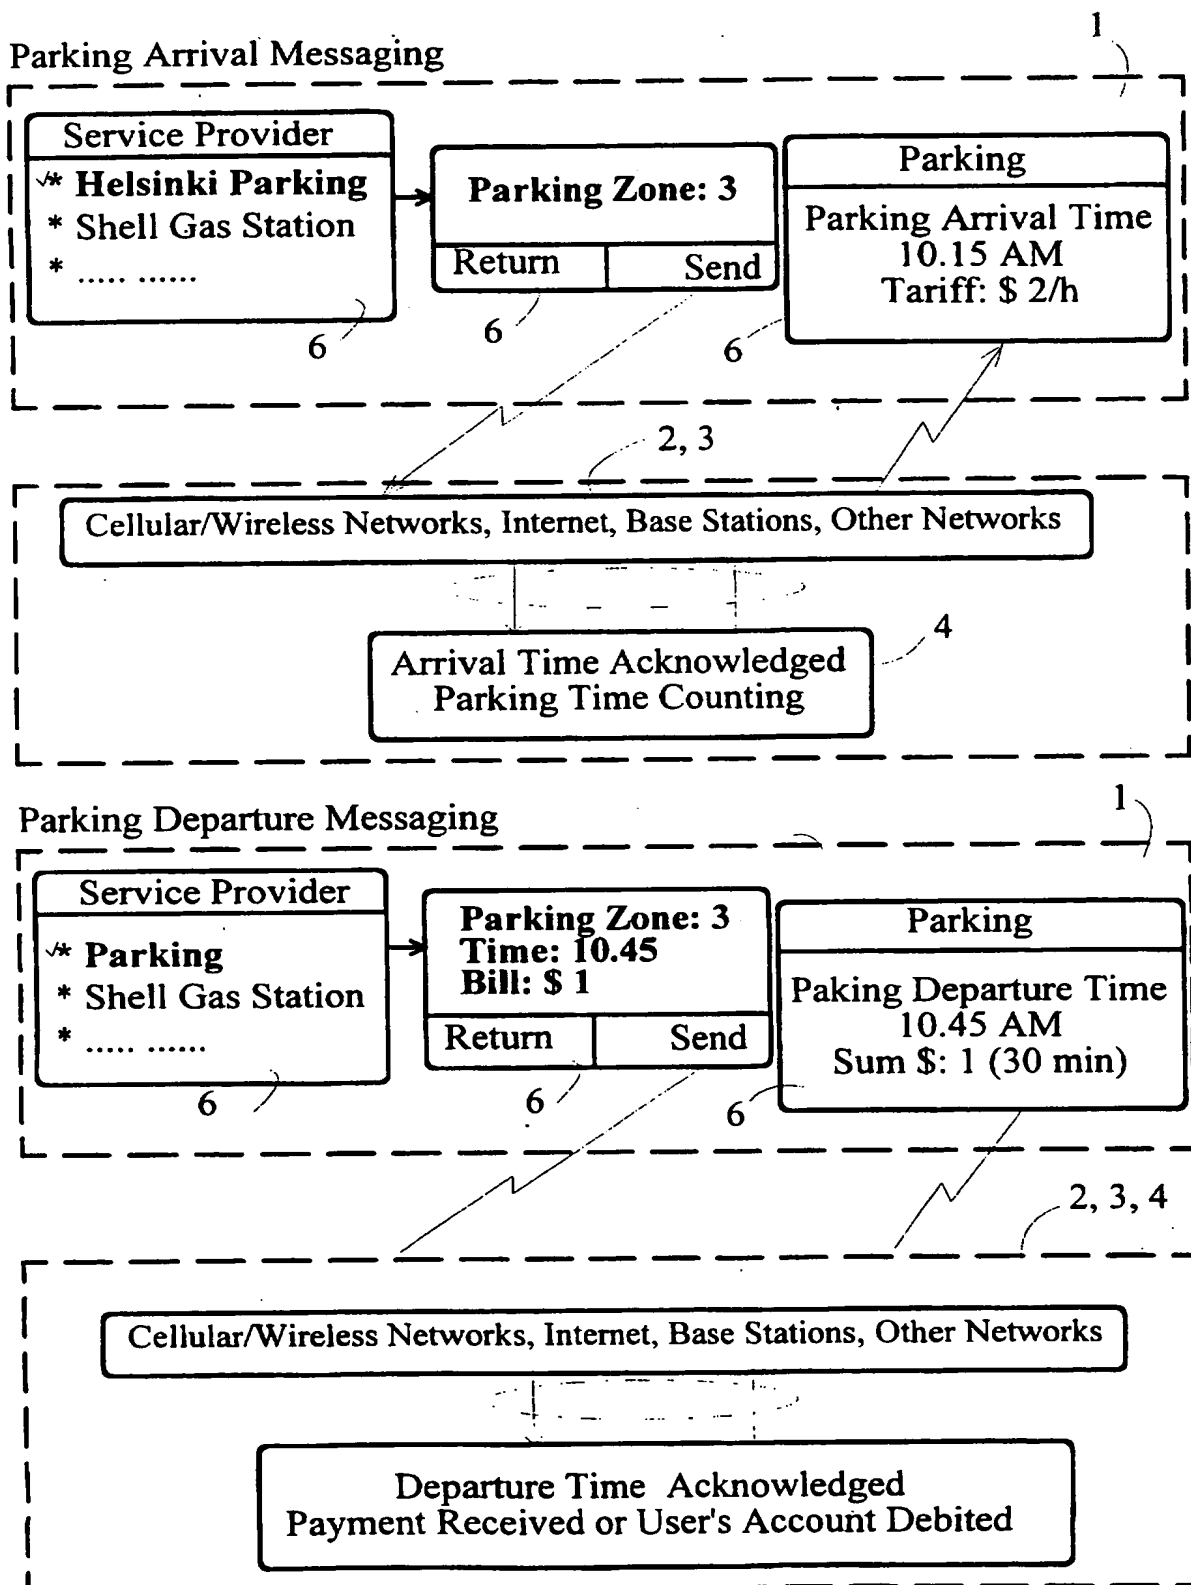 1
Parking Arrival Messaging
Service Provider
* Helsinki Parking
* Shell Gas Station
* ..... ......
6
Parking Zone: 3
Return
Send
6
Parking
Parking Arrival Time
10.15 AM
Tariff: $ 2/h
6
2, 3
Cellular/Wireless Networks, Internet, Base Stations, Other Networks
4
Arrival Time Acknowledged
Parking Time Counting
1
Parking Departure Messaging
Service Provider
* Parking
* Shell Gas Station
* ..... ......
6
Parking Zone: 3
Time: 10.45
Bill: $ 1
Return
Send
6
Parking
Paking Departure Time
10.45 AM
Sum $: 1 (30 min)
6
2, 3, 4
Cellular/Wireless Networks, Internet, Base Stations, Other Networks
Departure Time Acknowledged
Payment Received or User's Account Debited